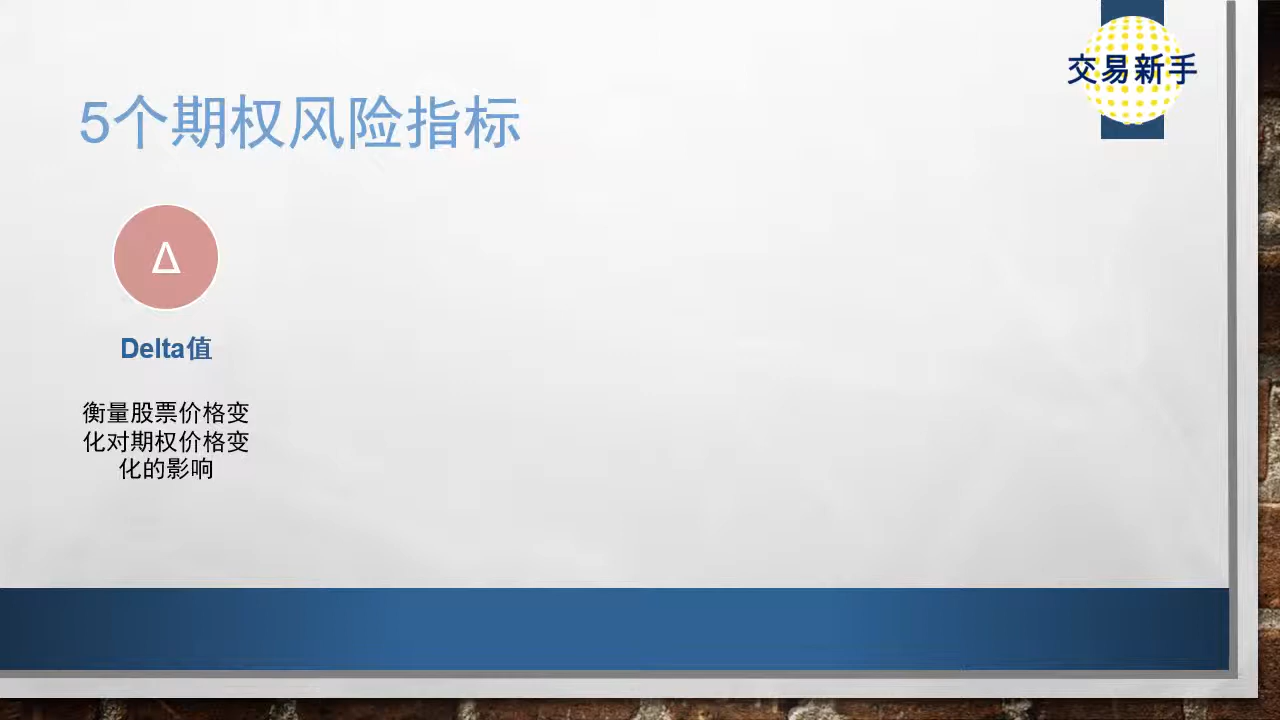 交易新手
5个期权风险指标
Δ
Delta值
衡量股票价格变
化对期权价格变
化的影响